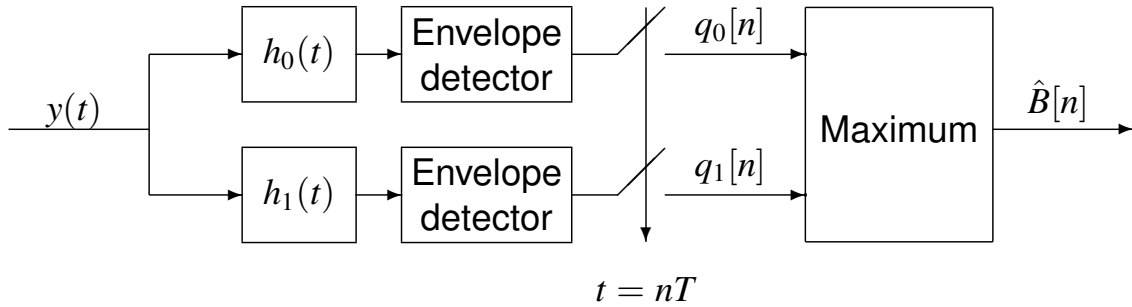 y(t)
h₀(t)
Envelope
detector
q₀[n]
h₁(t)
Envelope
detector
q₁[n]
Maximum
B̂[n]
t = nT